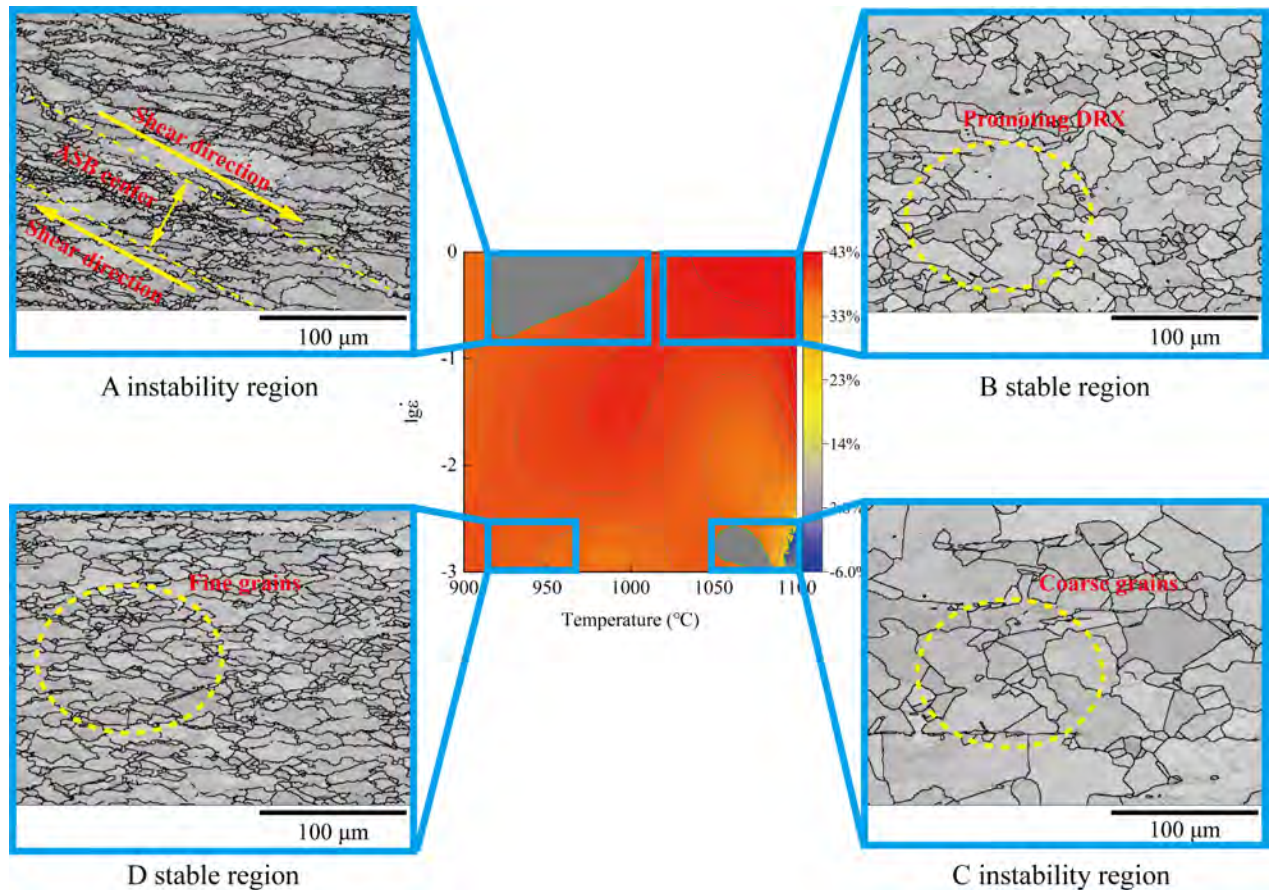 Shear direction
ASB center
Shear direction
100 μm
A instability region
Promoting DRX
100 μm
B stable region
0
-1
-2
-3
lgε̇
900
950
1000
1050
1100
Temperature (°C)
43%
33%
23%
14%
-6.0%
Fine grains
100 μm
D stable region
Coarse grains
100 μm
C instability region